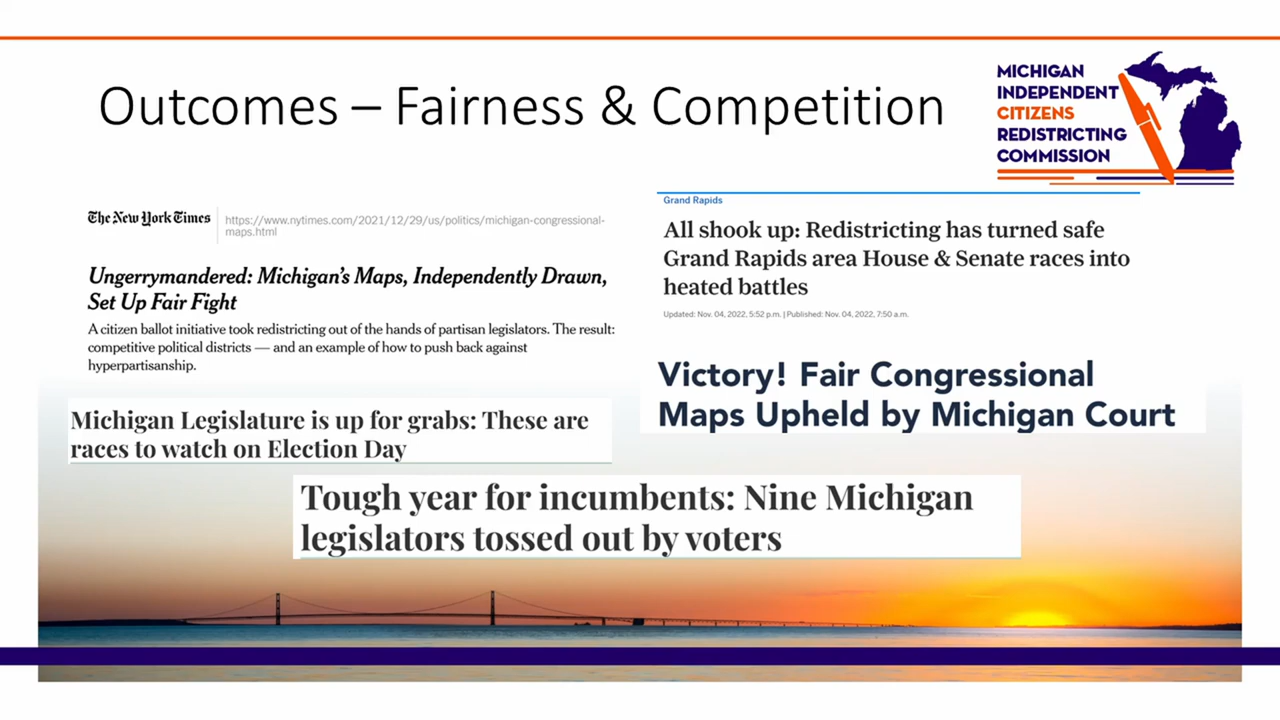 Outcomes – Fairness & Competition
MICHIGAN
INDEPENDENT
CITIZENS
REDISTRICTING
COMMISSION
The New York Times
https://www.nytimes.com/2021/12/29/us/politics/michigan-congressional-
maps.html
Ungerrymandered: Michigan's Maps, Independently Drawn,
Set Up Fair Fight
A citizen ballot initiative took redistricting out of the hands of partisan legislators. The result:
competitive political districts — and an example of how to push back against
hyperpartisanship.
Grand Rapids
All shook up: Redistricting has turned safe
Grand Rapids area House & Senate races into
heated battles
Updated: Nov. 04, 2022, 5:52 p.m. | Published: Nov. 04, 2022, 7:50 a.m.
Victory! Fair Congressional
Maps Upheld by Michigan Court
Michigan Legislature is up for grabs: These are
races to watch on Election Day
Tough year for incumbents: Nine Michigan
legislators tossed out by voters